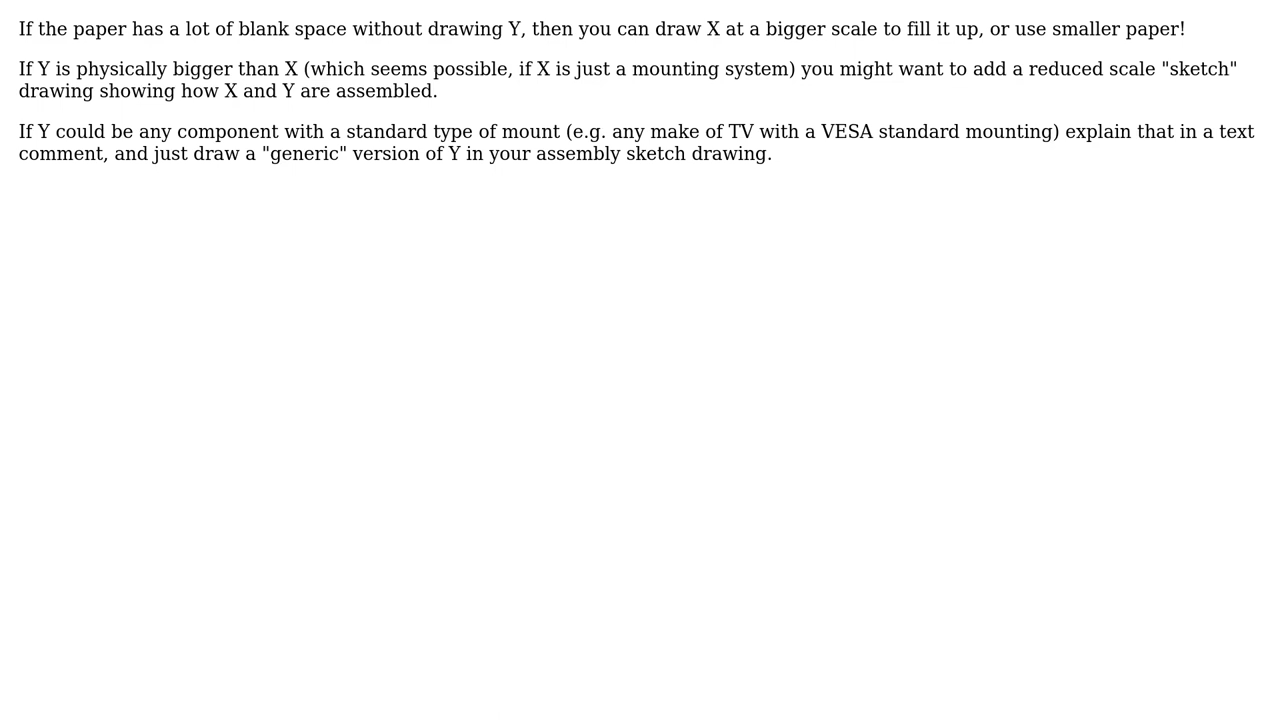 If the paper has a lot of blank space without drawing Y, then you can draw X at a bigger scale to fill it up, or use smaller paper!
If Y is physically bigger than X (which seems possible, if X is just a mounting system) you might want to add a reduced scale "sketch"
drawing showing how X and Y are assembled.
If Y could be any component with a standard type of mount (e.g. any make of TV with a VESA standard mounting) explain that in a text
comment, and just draw a "generic" version of Y in your assembly sketch drawing.